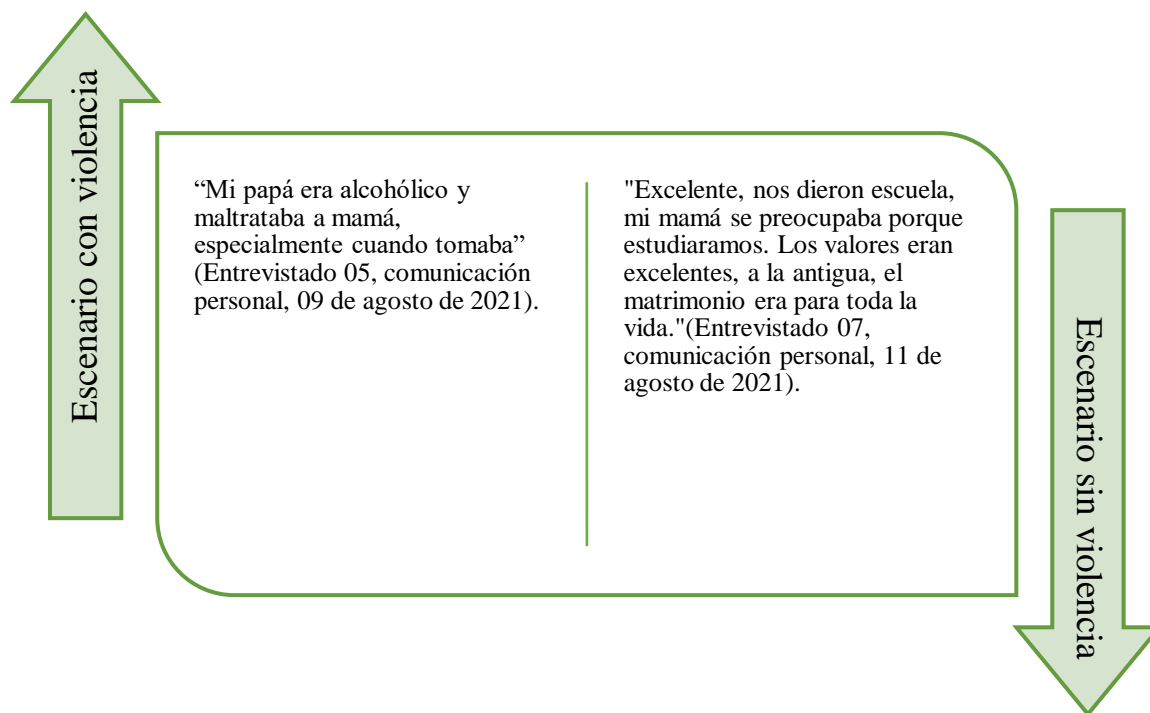 Escenario con violencia
“Mi papá era alcohólico y
maltrataba a mamá,
especialmente cuando tomaba”
(Entrevistado 05, comunicación
personal, 09 de agosto de 2021).
"Excelente, nos dieron escuela,
mi mamá se preocupaba porque
estudiaramos. Los valores eran
excelentes, a la antigua, el
matrimonio era para toda la
vida."(Entrevistado 07,
comunicación personal, 11 de
agosto de 2021).
Escenario sin violencia